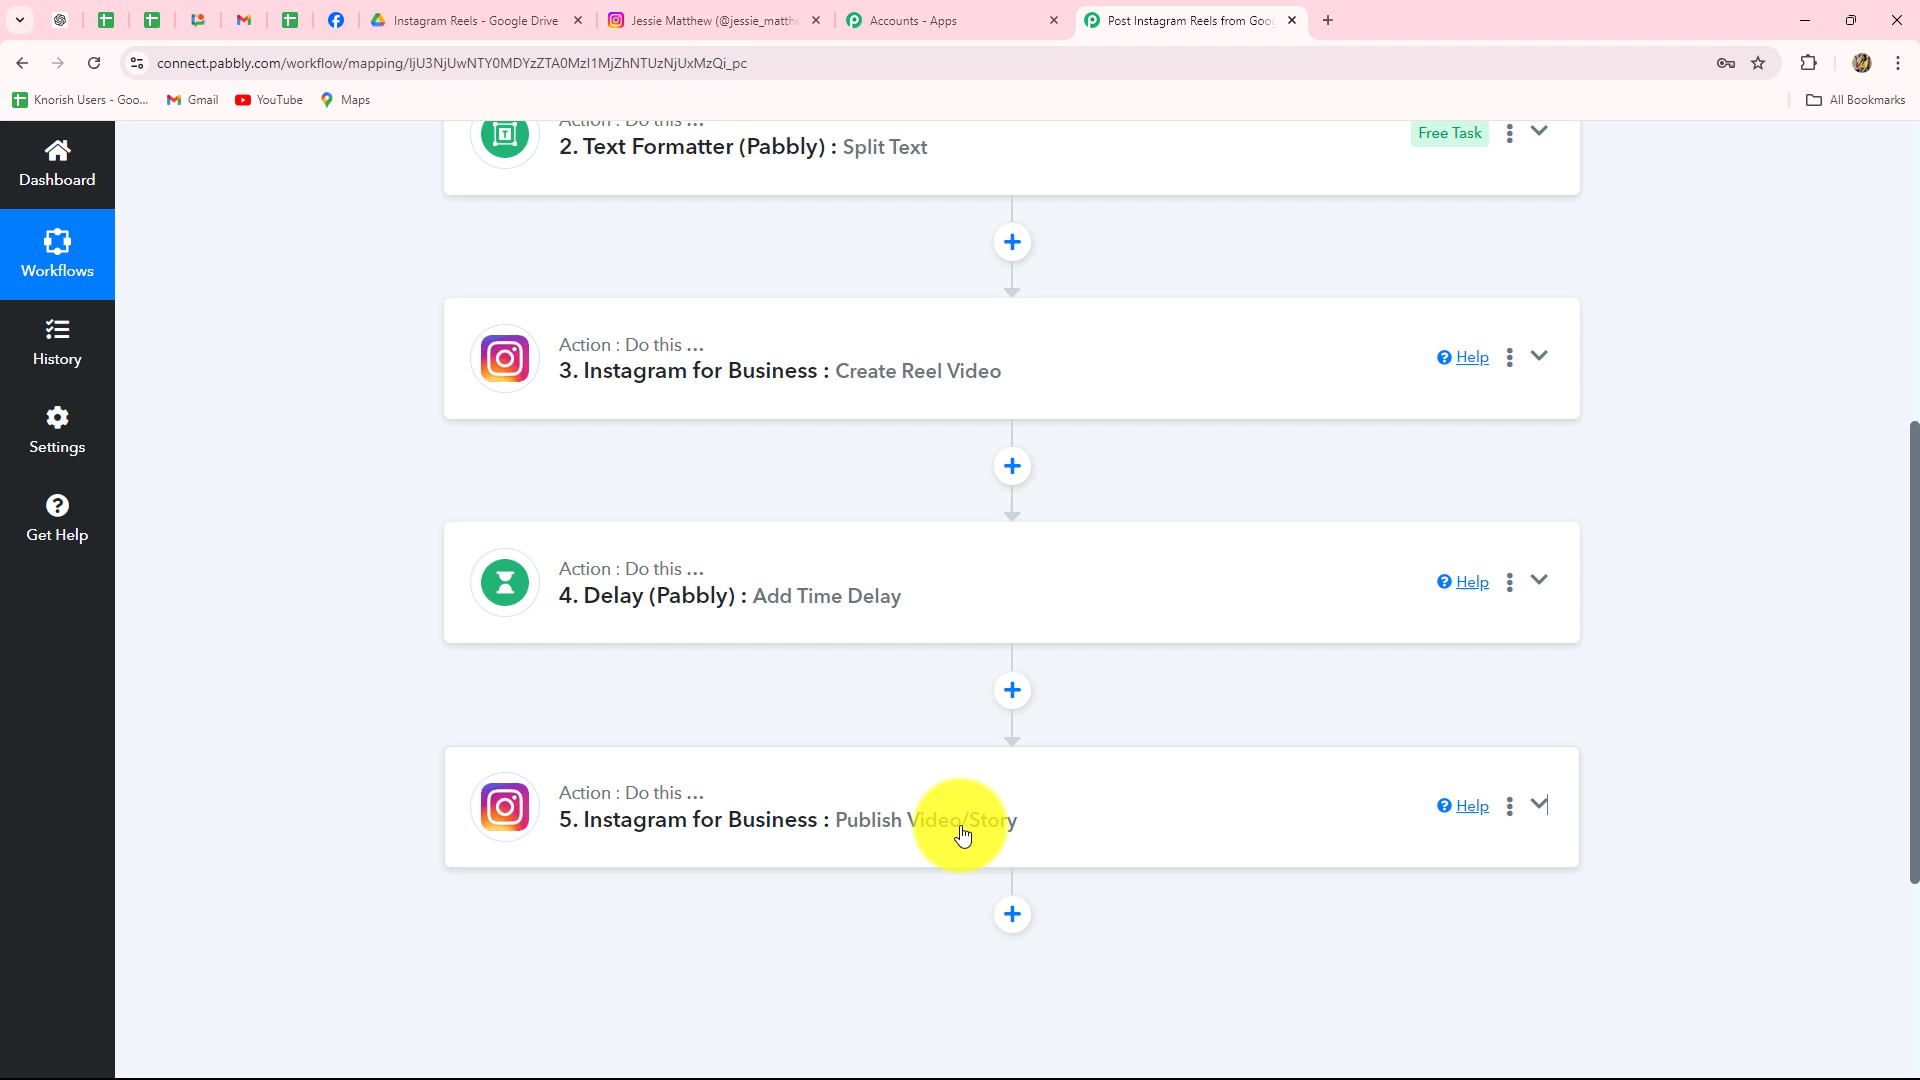 Instagram Reels - Google Drive
Jessie Matthew (@jessie_matth
Accounts - Apps
Post Instagram Reels from Goo
connect.pabbly.com/workflow/mapping/
Knorish Users - Goo...
Gmail
YouTube
Maps
All Bookmarks
Dashboard
Workflows
History
Settings
Get Help
Action : Do this ...
2. Text Formatter (Pabbly) : Split Text
Free Task
Action : Do this ...
3. Instagram for Business : Create Reel Video
Help
Action : Do this ...
4. Delay (Pabbly) : Add Time Delay
Help
Action : Do this ...
5. Instagram for Business : Publish Video/Story
Help